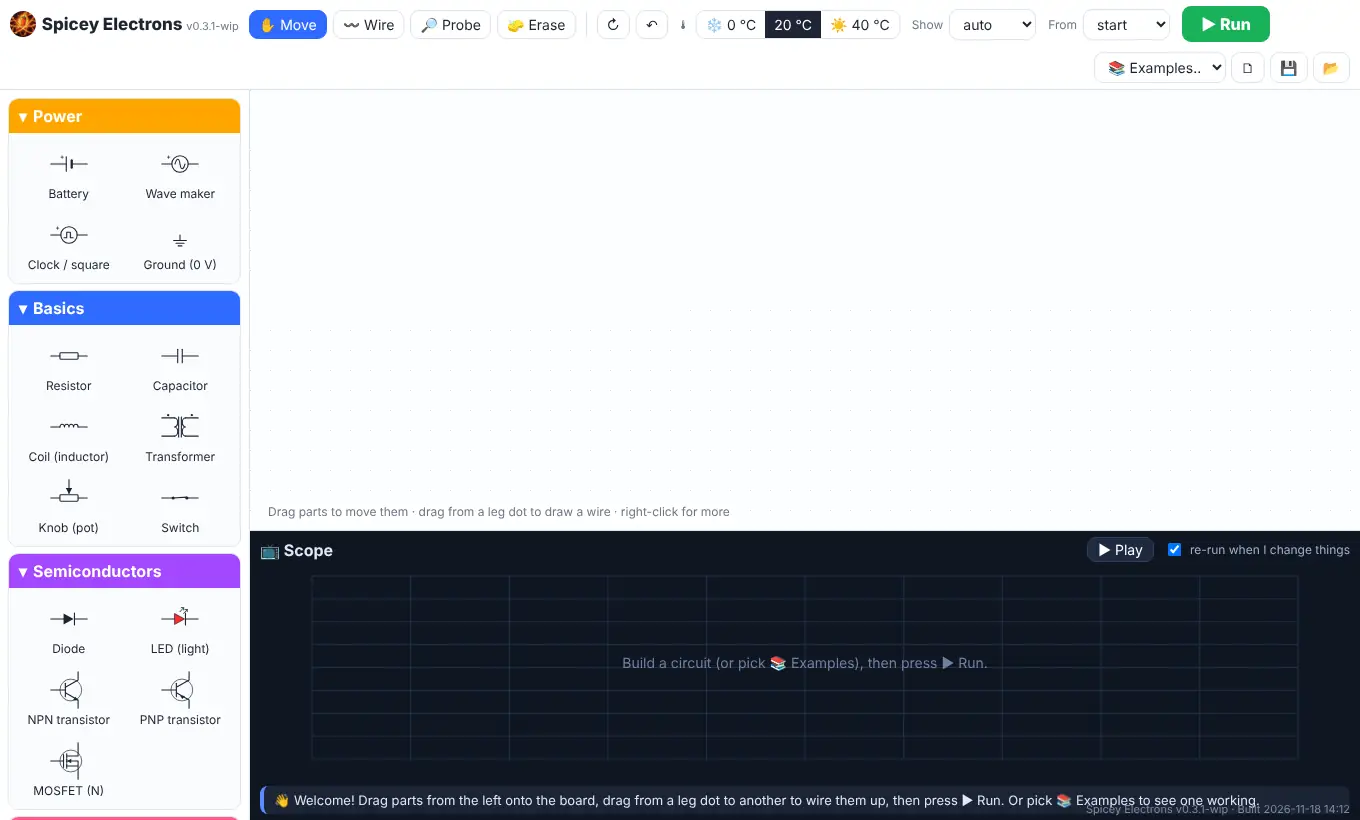 Spicey Electrons v0.3.1-wip ✋ Move 〰️ Wire 🔎 Probe 🧽 Erase ↻ ↶ 🌡 ❄️ 0 °C 20 °C ☀️ 40 °C Show auto From start ▶ Run
📚 Examples..
▾ Power
Battery Wave maker
Clock / square Ground (0 V)
▾ Basics
Resistor Capacitor
Coil (inductor) Transformer
Knob (pot) Switch
▾ Semiconductors
Diode LED (light)
NPN transistor PNP transistor
MOSFET (N)
Drag parts to move them · drag from a leg dot to draw a wire · right-click for more
📺 Scope ▶ Play re-run when I change things
Build a circuit (or pick 📚 Examples), then press ▶ Run.
👋 Welcome! Drag parts from the left onto the board, drag from a leg dot to another to wire them up, then press ▶ Run. Or pick 📚 Examples to see one working.
Spicey Electrons v0.3.1-wip · Built 2026-11-18 14:12